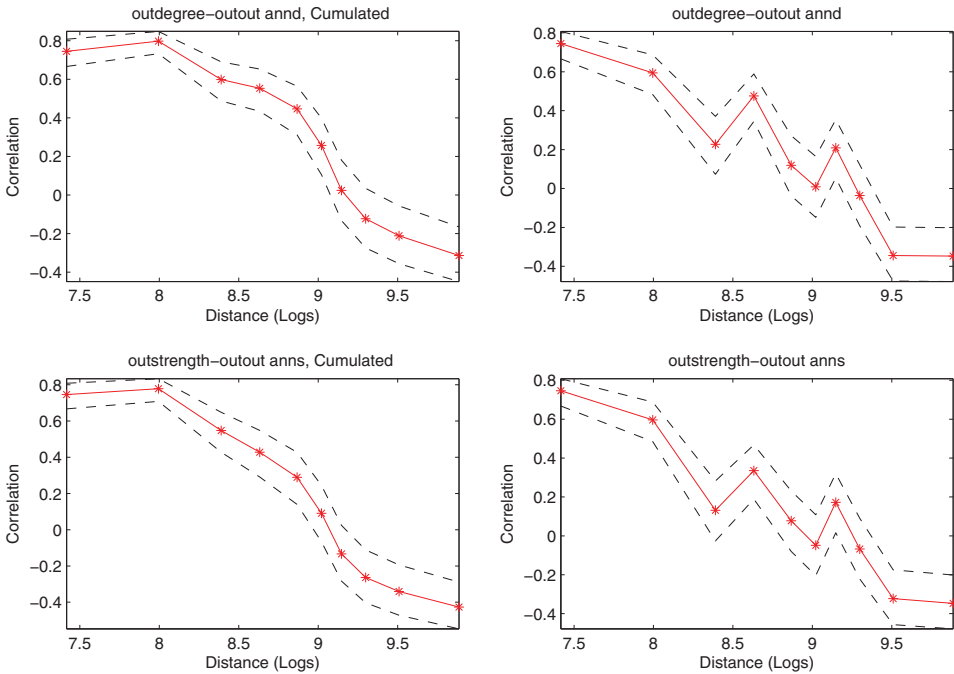 outdegree−outout annd, Cumulated
0.8
0.6
0.4
0.2
0
−0.2
−0.4
Correlation
7.5 8 8.5 9 9.5
Distance (Logs)
outdegree−outout annd
0.8
0.6
0.4
0.2
0
−0.2
−0.4
Correlation
7.5 8 8.5 9 9.5
Distance (Logs)
outstrength−outout anns, Cumulated
0.8
0.6
0.4
0.2
0
−0.2
−0.4
Correlation
7.5 8 8.5 9 9.5
Distance (Logs)
outstrength−outout anns
0.8
0.6
0.4
0.2
0
−0.2
−0.4
Correlation
7.5 8 8.5 9 9.5
Distance (Logs)